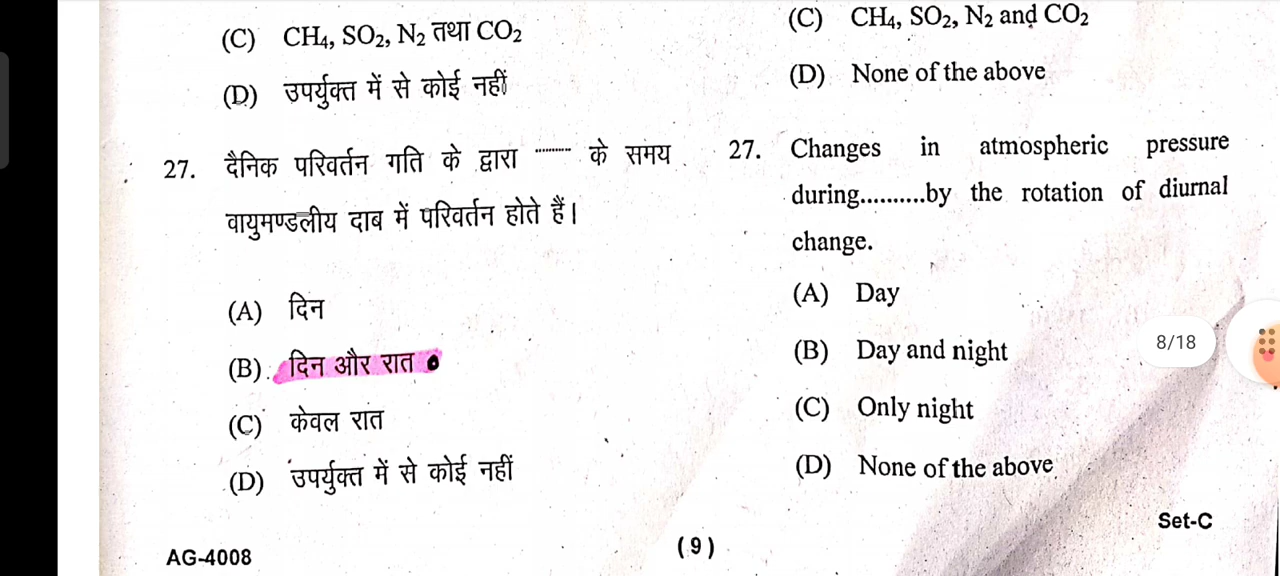 (C) CH₄, SO₂, N₂ तथा CO₂
(D) उपर्युक्त में से कोई नहीं
27. दैनिक परिवर्तन गति के द्वारा .......... के समय
वायुमण्डलीय दाब में परिवर्तन होते हैं।
(A) दिन
(B) दिन और रात
(C) केवल रात
(D) उपर्युक्त में से कोई नहीं
AG-4008
(C) CH₄, SO₂, N₂ and CO₂
(D) None of the above
27. Changes in atmospheric pressure
during..........by the rotation of diurnal
change.
(A) Day
(B) Day and night
(C) Only night
(D) None of the above
8/18
Set-C
(9)